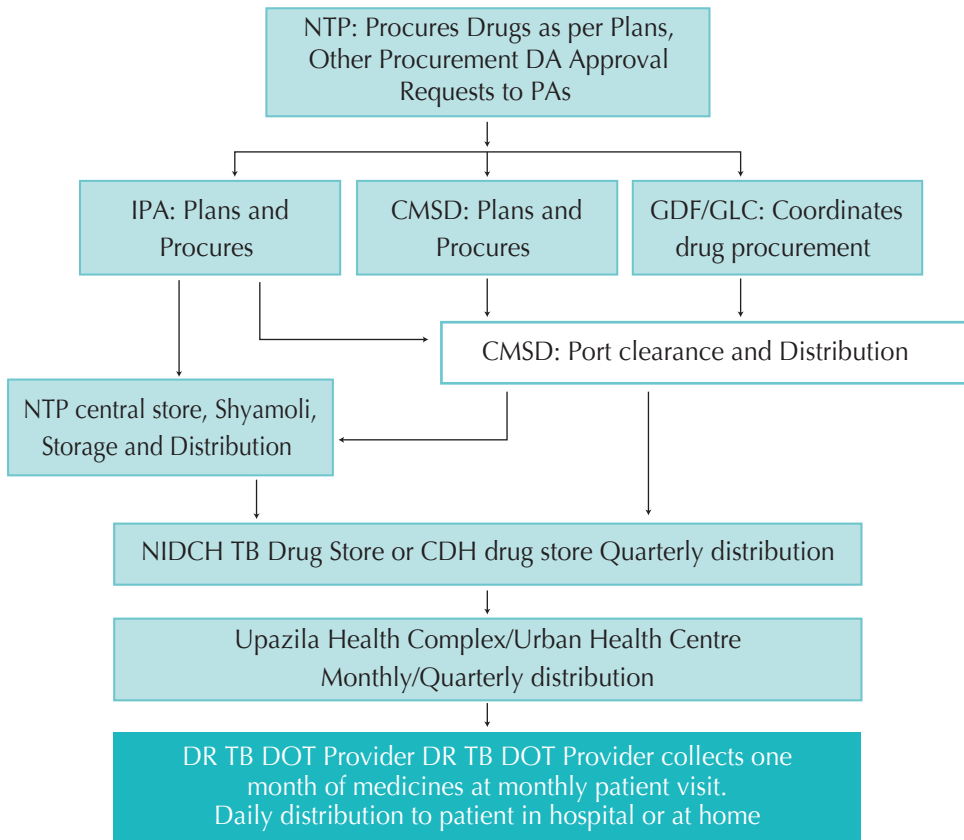 NTP: Procures Drugs as per Plans,
Other Procurement DA Approval
Requests to PAs
IPA: Plans and
Procures
CMSD: Plans and
Procures
GDF/GLC: Coordinates
drug procurement
CMSD: Port clearance and Distribution
NTP central store, Shyamoli,
Storage and Distribution
NIDCH TB Drug Store or CDH drug store Quarterly distribution
Upazila Health Complex/Urban Health Centre
Monthly/Quarterly distribution
DR TB DOT Provider DR TB DOT Provider collects one
month of medicines at monthly patient visit.
Daily distribution to patient in hospital or at home